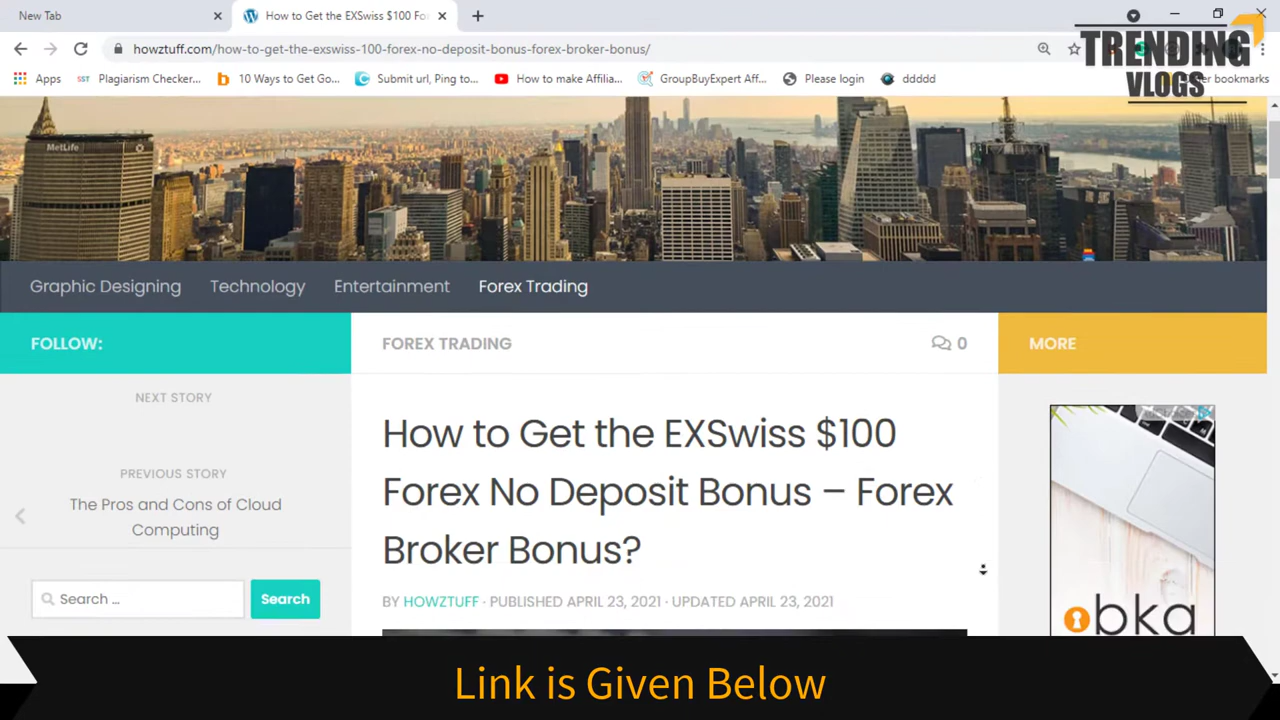 New Tab
How to Get the EXSwiss $100 Fo
howztuff.com/how-to-get-the-exswiss-100-forex-no-deposit-bonus-forex-broker-bonus/
TRENDING
VLOGS
Apps
Plagiarism Checker...
10 Ways to Get Go...
Submit url, Ping to...
How to make Affilia...
GroupBuyExpert Aff...
Please login
ddddd
Other bookmarks
MetLife
Graphic Designing
Technology
Entertainment
Forex Trading
FOLLOW:
FOREX TRADING
0
MORE
NEXT STORY
PREVIOUS STORY
The Pros and Cons of Cloud
Computing
Search ...
Search
How to Get the EXSwiss $100
Forex No Deposit Bonus – Forex
Broker Bonus?
BY HOWZTUFF · PUBLISHED APRIL 23, 2021 · UPDATED APRIL 23, 2021
obka
Link is Given Below